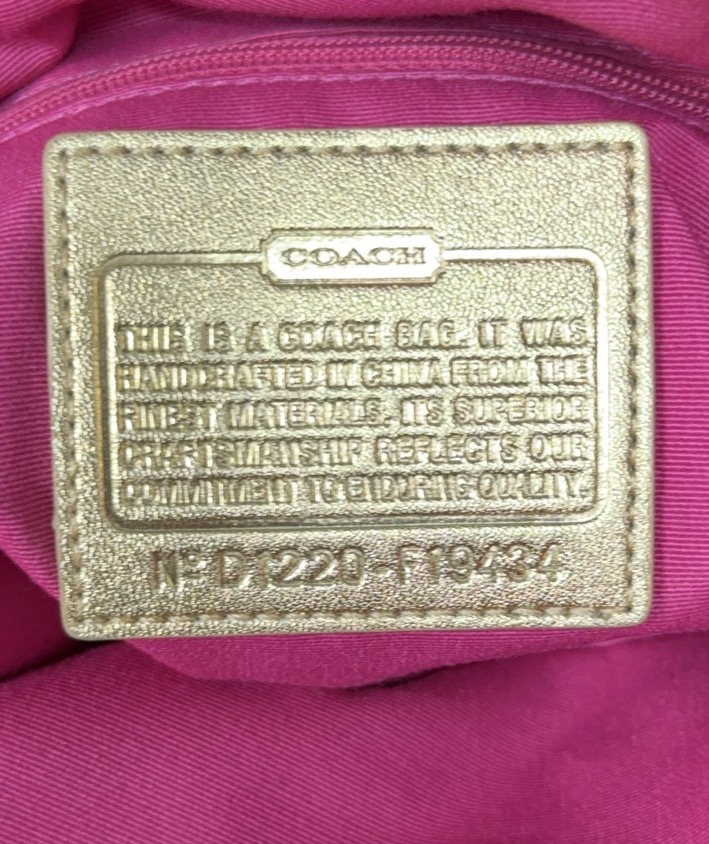 COACH
THIS IS A COACH BAG. IT WAS
HANDCRAFTED IN CHINA FROM THE
FINEST MATERIALS. ITS SUPERIOR
CRAFTSMANSHIP REFLECTS OUR
COMMITMENT TO ENDURING QUALITY.
Nº D1220-F19434